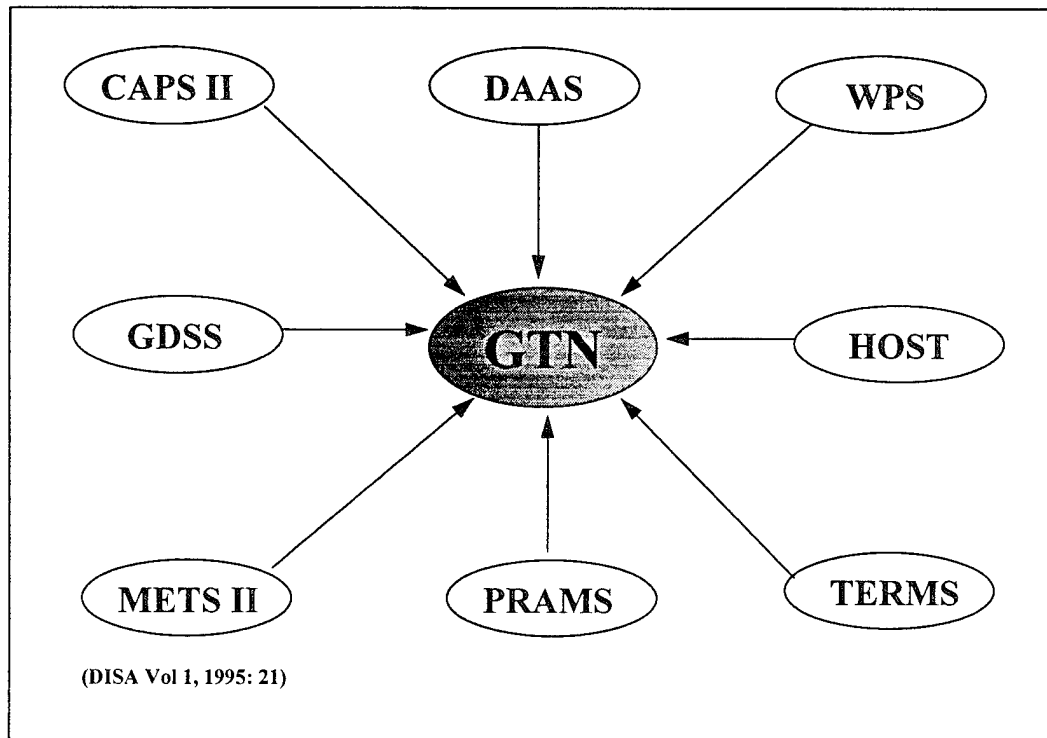 CAPS II
DAAS
WPS
GDSS
GTN
HOST
METS II
PRAMS
TERMS
(DISA Vol 1, 1995: 21)